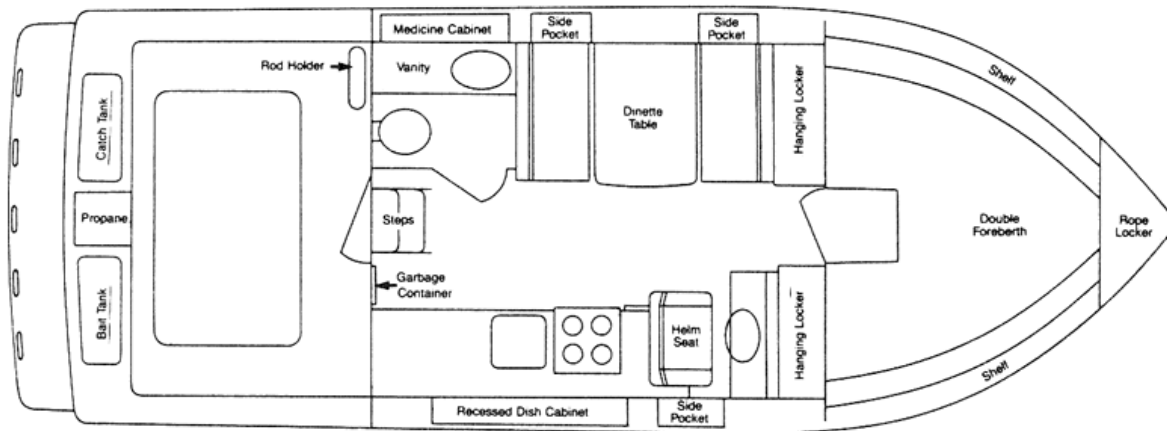 Side
Pocket
Side
Pocket
Medicine Cabinet
Rod Holder
Vanity
Shelf
Catch Tank
Dinette
Table
Hanging Locker
Propane
Steps
Double
Foreberth
Rope
Locker
Garbage
Container
Bait Tank
Helm
Seat
Hanging Locker
Shelf
Recessed Dish Cabinet
Side
Pocket